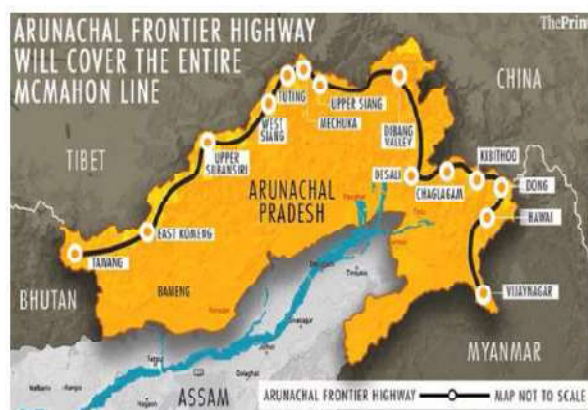 ARUNACHAL FRONTIER HIGHWAY
WILL COVER THE ENTIRE
MCMAHON LINE
ThePrint
CHINA
TIBET
TUTING
UPPER SIANG
MECHUKA
WEST
SIANG
DIBANG
VALLEY
UPPER
SUBANSIRI
KIBITHOO
DESALI
CHAGLAGAM
DONG
ARUNACHAL
PRADESH
HAWAI
EAST KAMENG
TAWANG
VIJAYNAGAR
BHUTAN
BAMENG
MYANMAR
ASSAM
ARUNACHAL FRONTIER HIGHWAY
MAP NOT TO SCALE